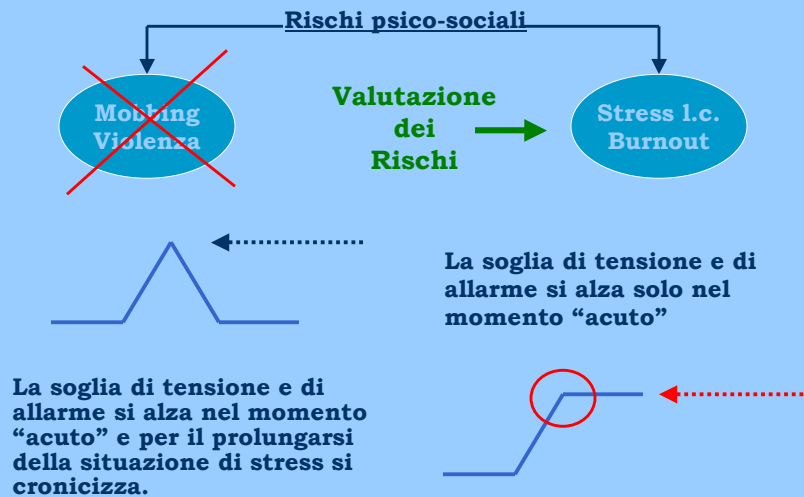 Rischi psico-sociali
Mobbing
Violenza
Valutazione
dei
Rischi
Stress l.c.
Burnout
La soglia di tensione e di
allarme si alza solo nel
momento “acuto”
La soglia di tensione e di
allarme si alza nel momento
“acuto” e per il prolungarsi
della situazione di stress si
cronicizza.